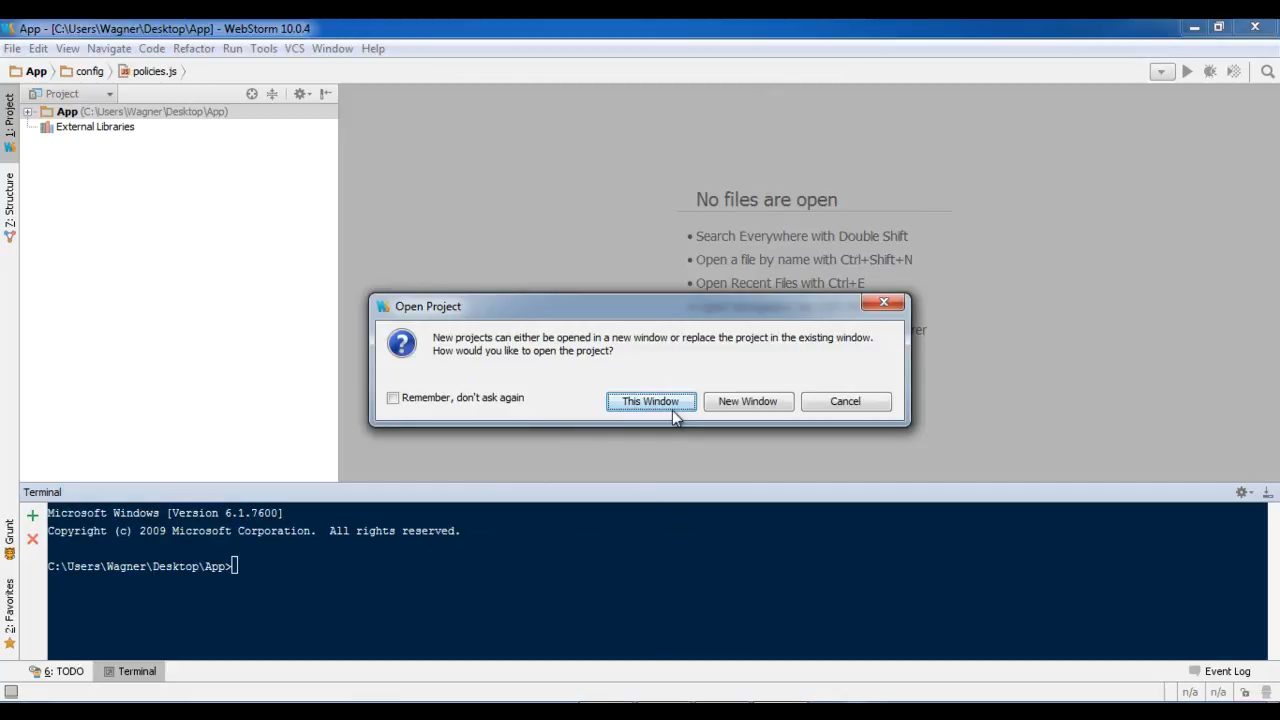 App - [C:\Users\Wagner\Desktop\App] - WebStorm 10.0.4
File Edit View Navigate Code Refactor Run Tools VCS Window Help
App config policies.js
1: Project
Project
App (C:\Users\Wagner\Desktop\App)
External Libraries
Z: Structure
No files are open
• Search Everywhere with Double Shift
• Open a file by name with Ctrl+Shift+N
• Open Recent Files with Ctrl+E
Open Project
New projects can either be opened in a new window or replace the project in the existing window.
How would you like to open the project?
Remember, don't ask again
This Window New Window Cancel
Terminal
Microsoft Windows [Version 6.1.7600]
Copyright (c) 2009 Microsoft Corporation. All rights reserved.
C:\Users\Wagner\Desktop\App>
Grunt
2: Favorites
6: TODO Terminal Event Log
n/a n/a